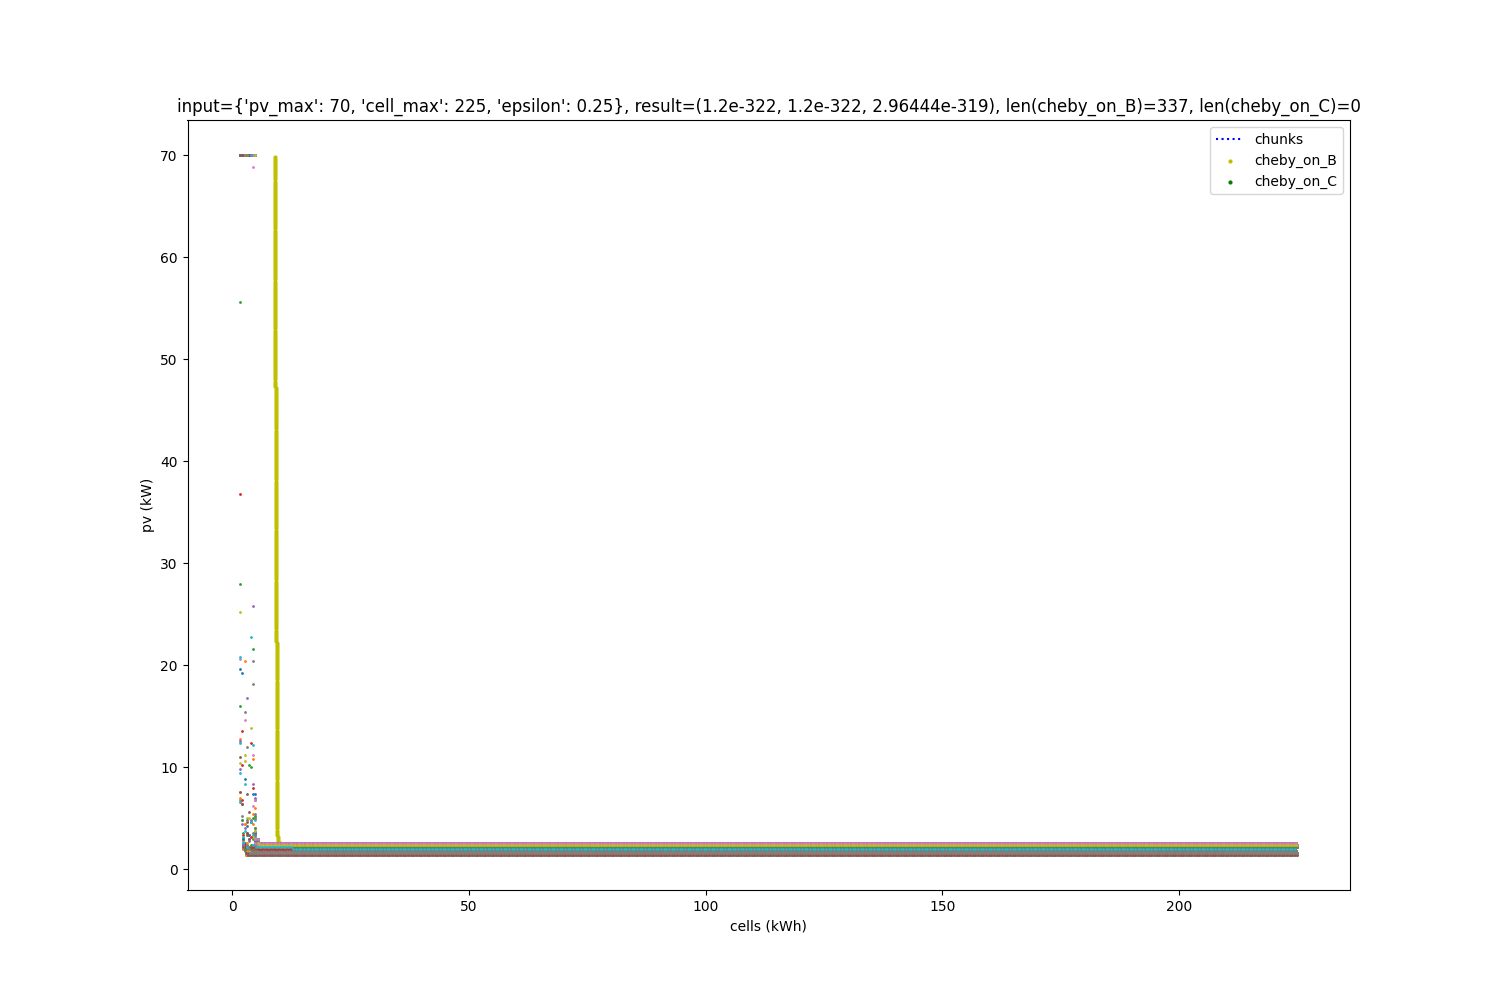 input={'pv_max': 70, 'cell_max': 225, 'epsilon': 0.25}, result=(1.2e-322, 1.2e-322, 2.96444e-319), len(cheby_on_B)=337, len(cheby_on_C)=0
chunks
cheby_on_B
cheby_on_C
70
60
50
40
30
20
10
0
pv (kW)
0
50
100
150
200
cells (kWh)